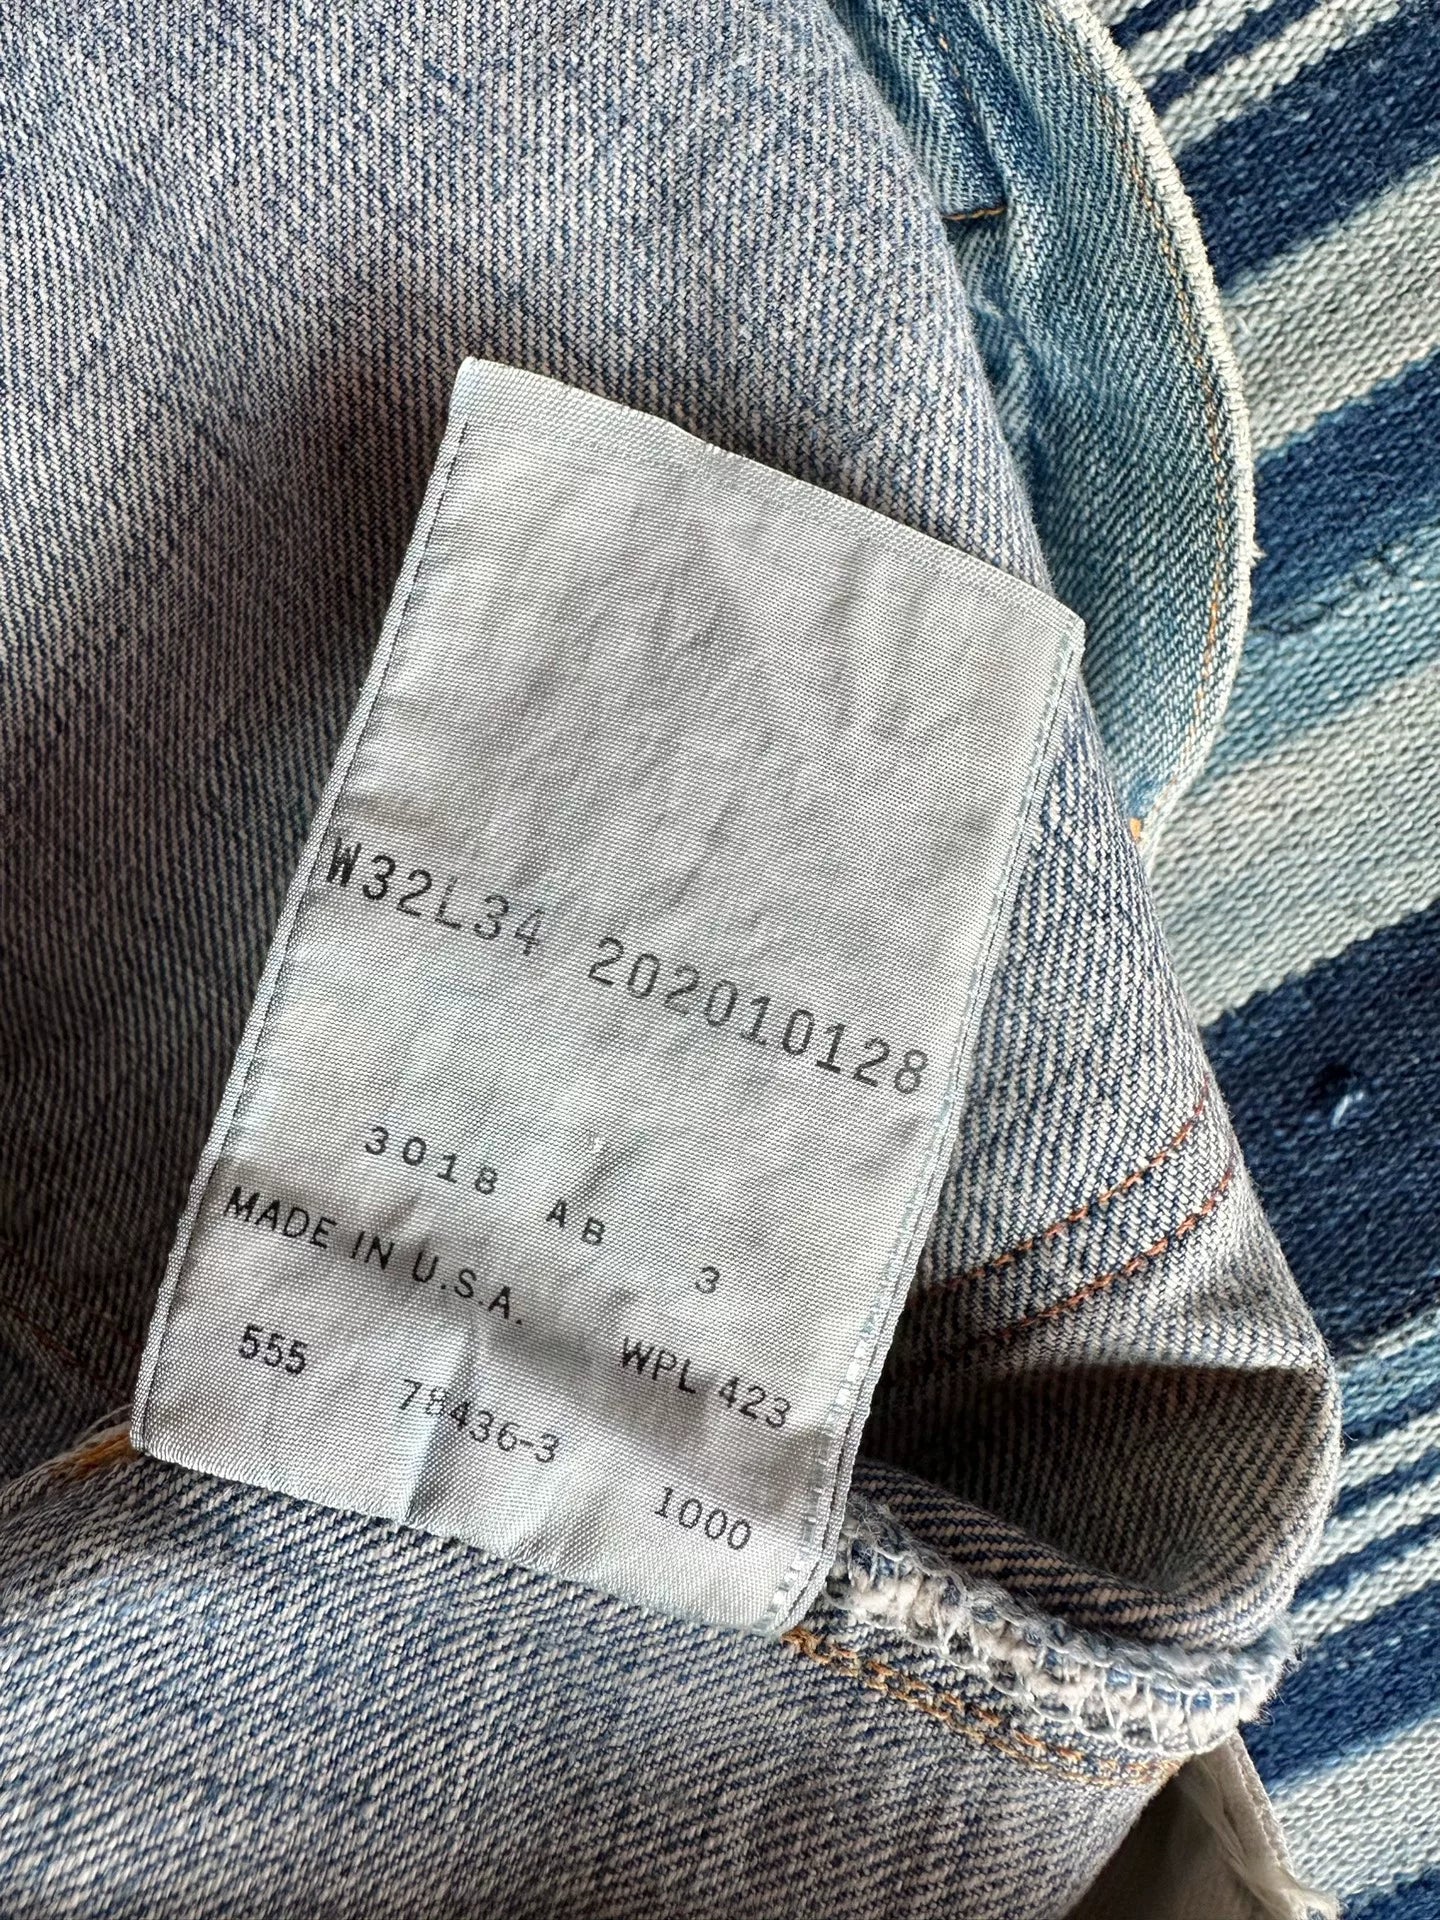 W32L34 202010128
3018 AB 3
MADE IN U.S.A. WPL 423
555 78436-3 1000